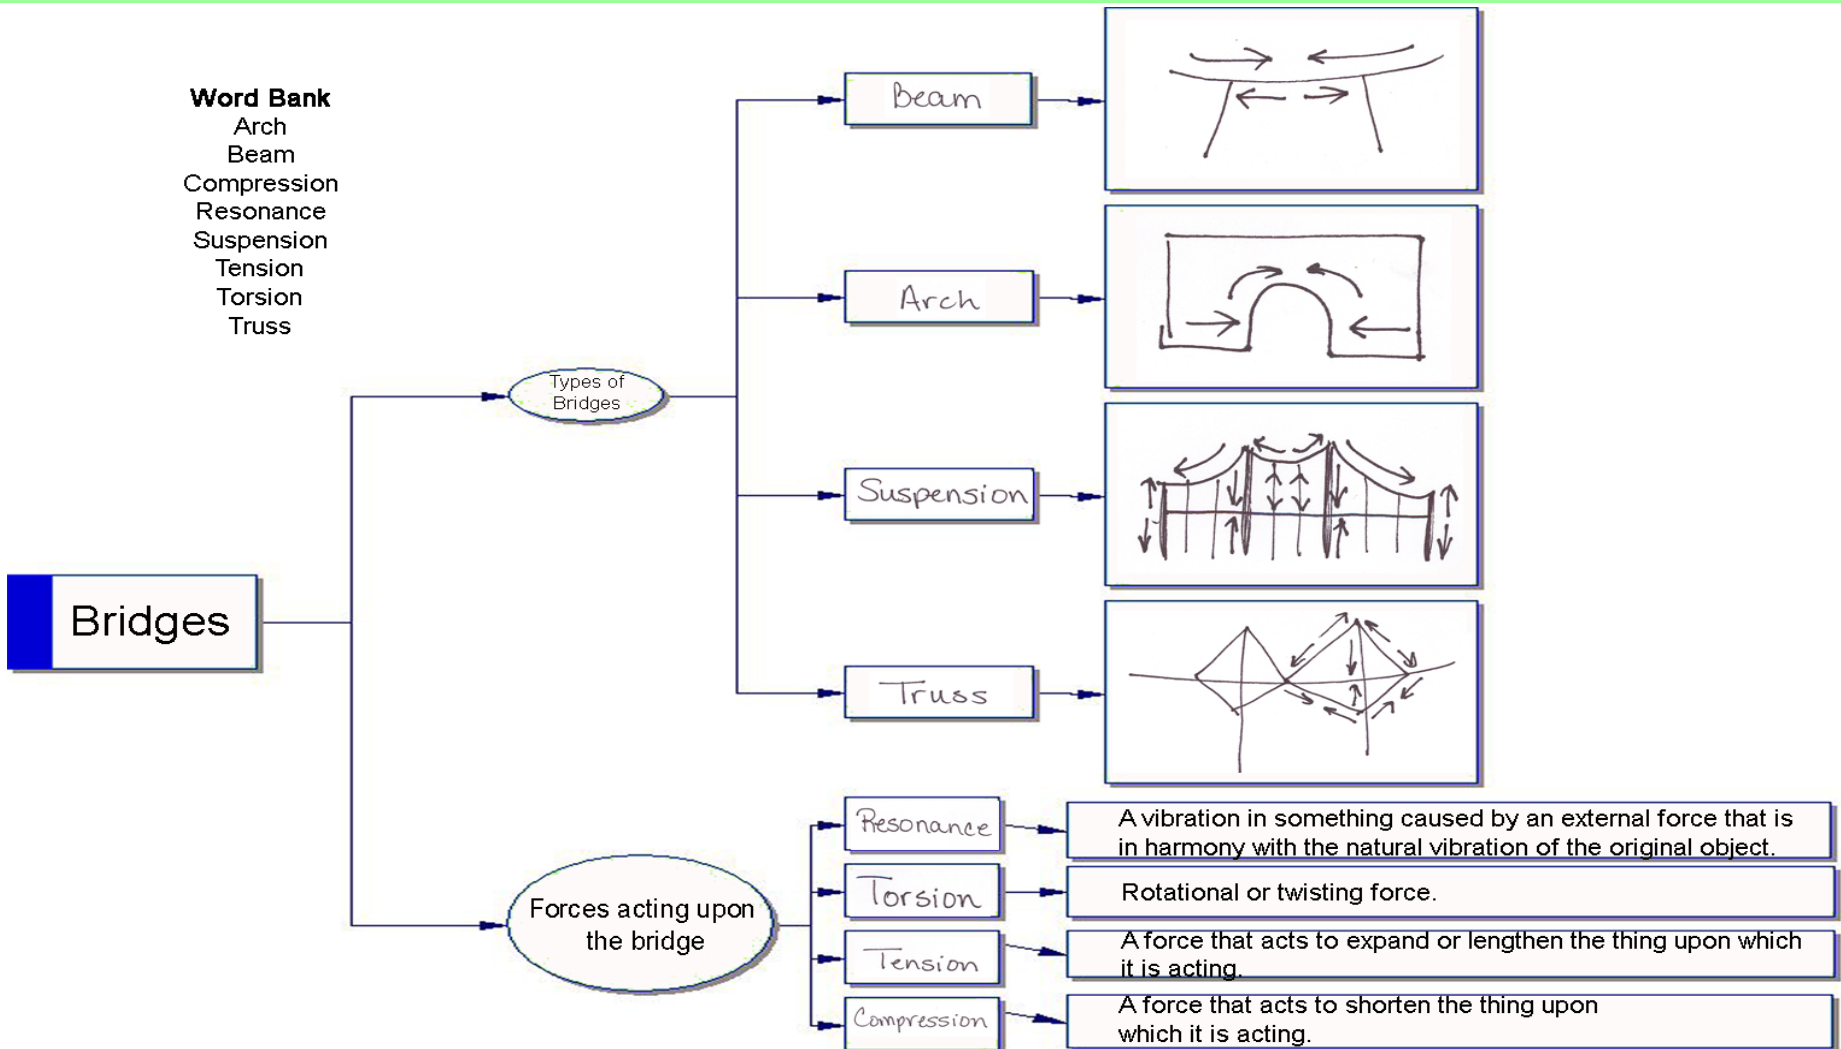 Word Bank
Arch
Beam
Compression
Resonance
Suspension
Tension
Torsion
Truss
Bridges
Types of
Bridges
Beam
Arch
Suspension
Truss
Forces acting upon
the bridge
Resonance
A vibration in something caused by an external force that is
in harmony with the natural vibration of the original object.
Torsion
Rotational or twisting force.
Tension
A force that acts to expand or lengthen the thing upon which
it is acting.
Compression
A force that acts to shorten the thing upon
which it is acting.